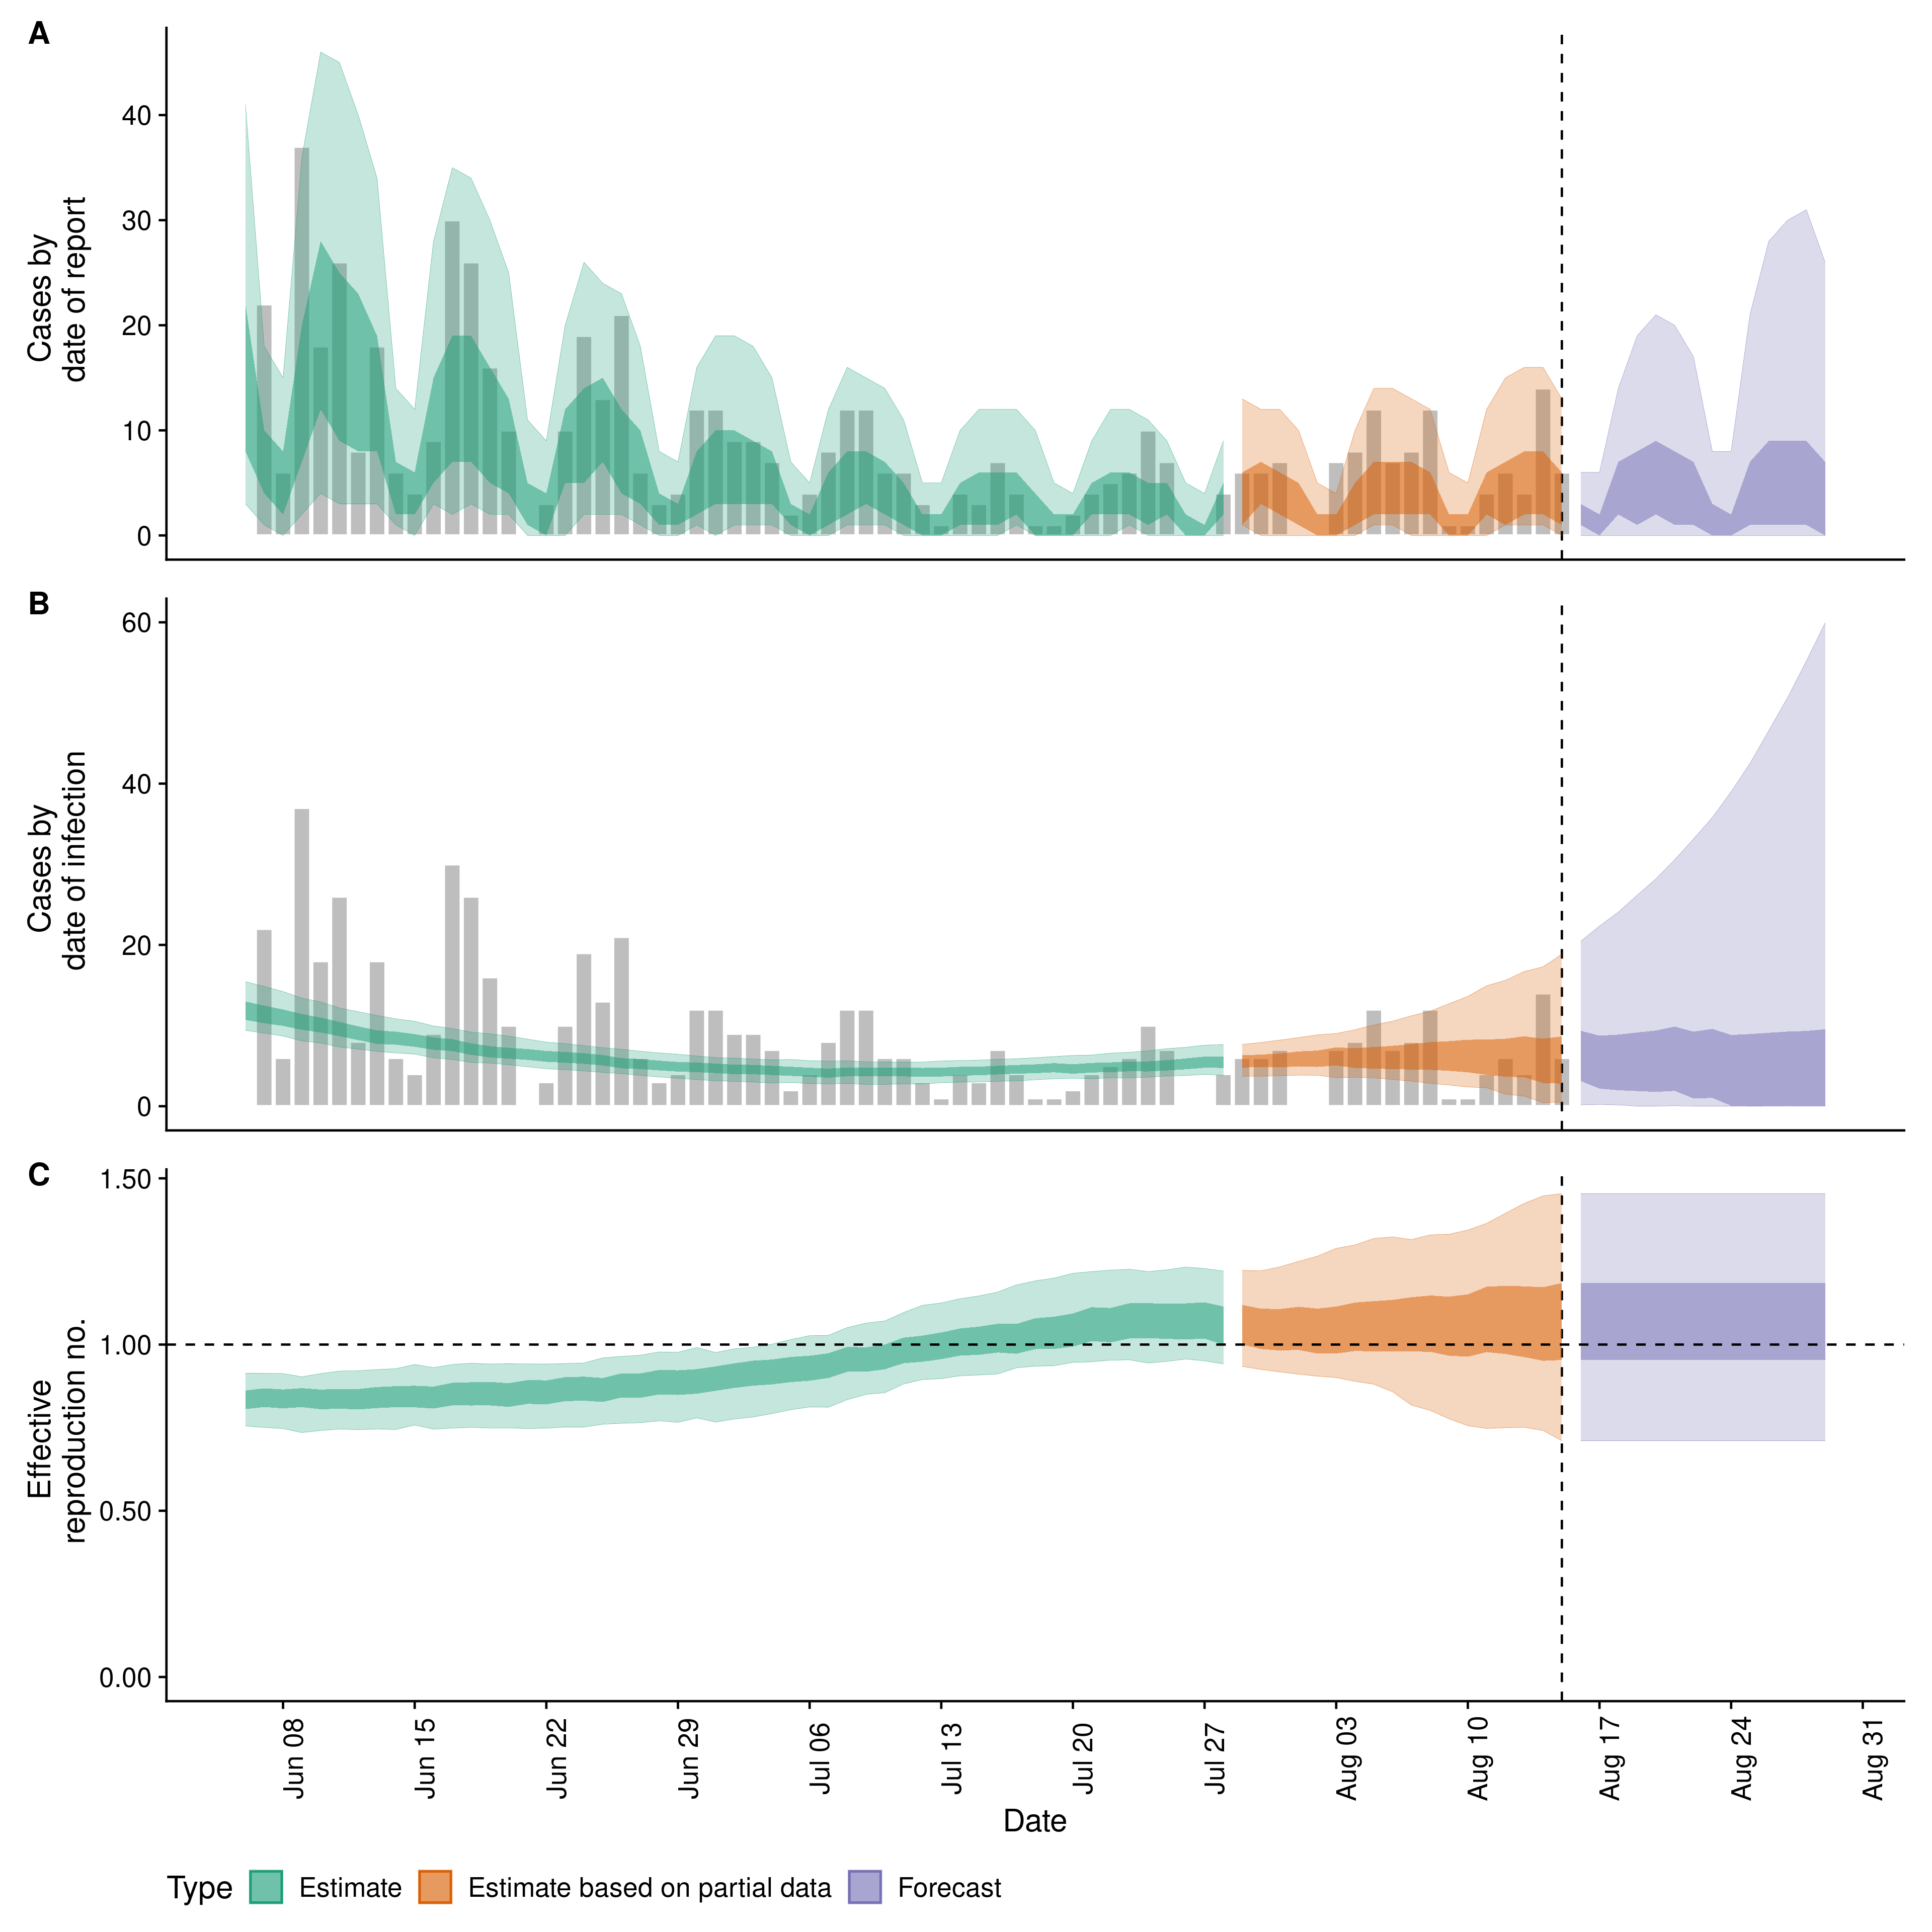 A
Cases by
date of report
40
30
20
10
0
B
Cases by
date of infection
60
40
20
0
C
Effective
reproduction no.
1.50
1.00
0.50
0.00
Jun 08
Jun 15
Jun 22
Jun 29
Jul 06
Jul 13
Jul 20
Jul 27
Aug 03
Aug 10
Aug 17
Aug 24
Aug 31
Date
Type
Estimate
Estimate based on partial data
Forecast